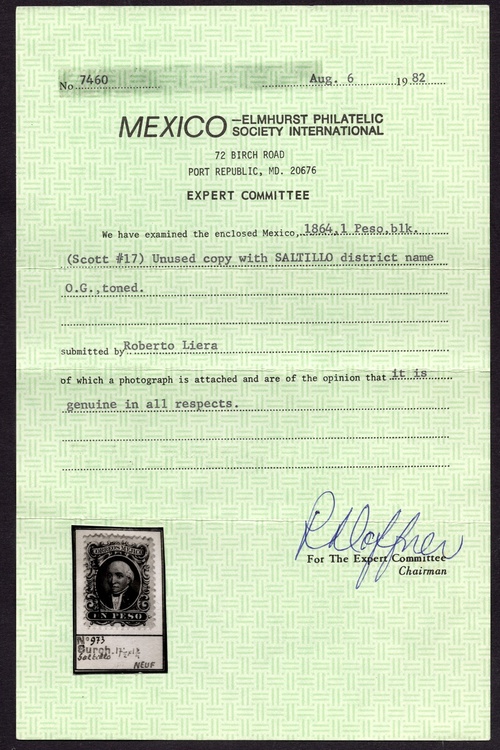 No. 7460 Aug. 6 1982
MEXICO—ELMHURST PHILATELIC
SOCIETY INTERNATIONAL
72 BIRCH ROAD
PORT REPUBLIC, MD. 20676
EXPERT COMMITTEE
We have examined the enclosed Mexico, 1864,1 Peso,blk.
(Scott #17) Unused copy with SALTILLO district name
O.G.,toned.
submitted by Roberto Liera
of which a photograph is attached and are of the opinion that it is
genuine in all respects.
For The Expert Committee
Chairman
CORREOS MEJICO
UN PESO
N° 973
Saltillo
NEUF